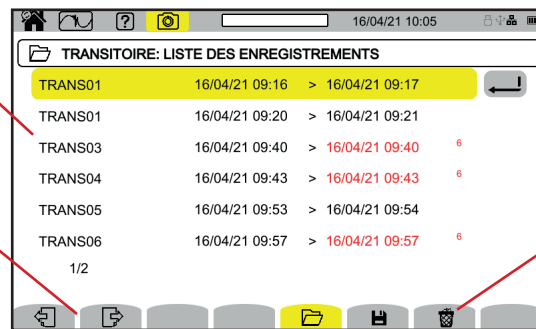 ? 16/04/21 10:05
TRANSITOIRE: LISTE DES ENREGISTREMENTS
TRANS01 16/04/21 09:16 > 16/04/21 09:17
TRANS01 16/04/21 09:20 > 16/04/21 09:21
TRANS03 16/04/21 09:40 > 16/04/21 09:40 6
TRANS04 16/04/21 09:43 > 16/04/21 09:43 6
TRANS05 16/04/21 09:53 > 16/04/21 09:54
TRANS06 16/04/21 09:57 > 16/04/21 09:57 6
1/2